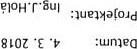 Datum: 4. 3. 2018
Projektant: Ing.J.Holá